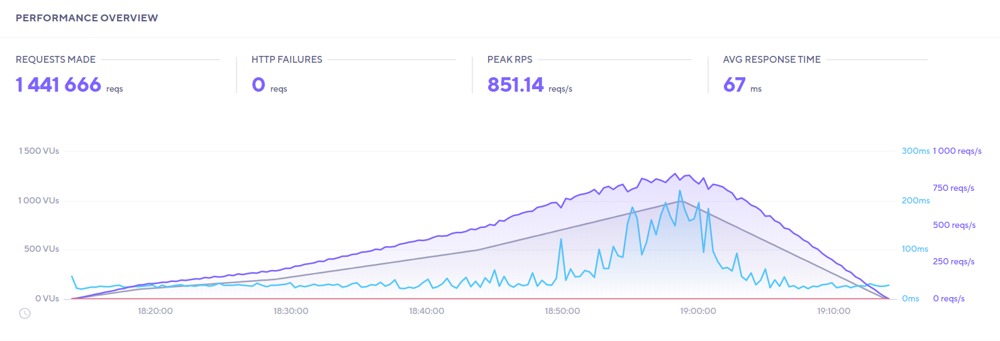 PERFORMANCE OVERVIEW
REQUESTS MADE
1 441 666 reqs
HTTP FAILURES
0 reqs
PEAK RPS
851.14 reqs/s
AVG RESPONSE TIME
67 ms
1 500 VUs
1 000 VUs
500 VUs
0 VUs
300ms 1 000 reqs/s
750 reqs/s
200ms
500 reqs/s
100ms
250 reqs/s
0ms 0 reqs/s
18:20:00 18:30:00 18:40:00 18:50:00 19:00:00 19:10:00